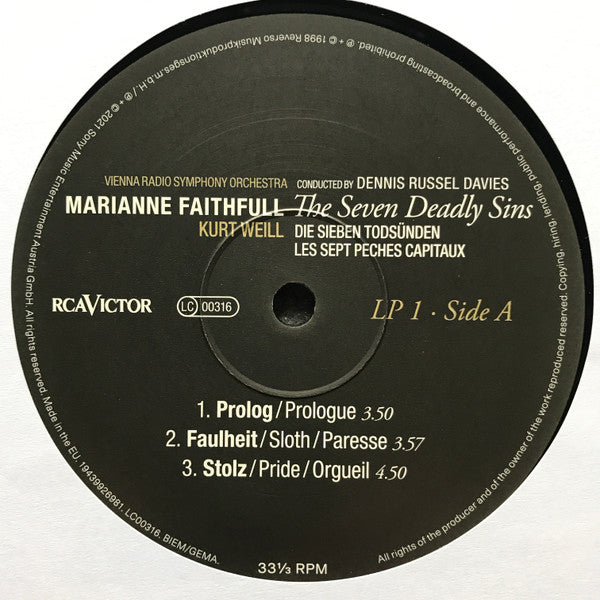 VIENNA RADIO SYMPHONY ORCHESTRA CONDUCTED BY DENNIS RUSSEL DAVIES
MARIANNE FAITHFULL The Seven Deadly Sins
KURT WEILL DIE SIEBEN TODSÜNDEN
LES SEPT PECHES CAPITAUX
RCAVICTOR LC 00316 LP 1 · Side A
1. Prolog/Prologue 3.50
2. Faulheit/Sloth/Paresse 3.57
3. Stolz/Pride/Orgueil 4.50
33⅓ RPM
℗ 1998 Reverso Musikproduktionsges.m.b.H. / ℗ + © 2021 Sony Music Entertainment Austria GmbH. All rights reserved. Made in the EU. 19439926981. LC00316. BIEM/GEMA.
All rights of the producer and of the owner of the work reproduced reserved. Copying, hiring, lending, public performance and broadcasting prohibited.